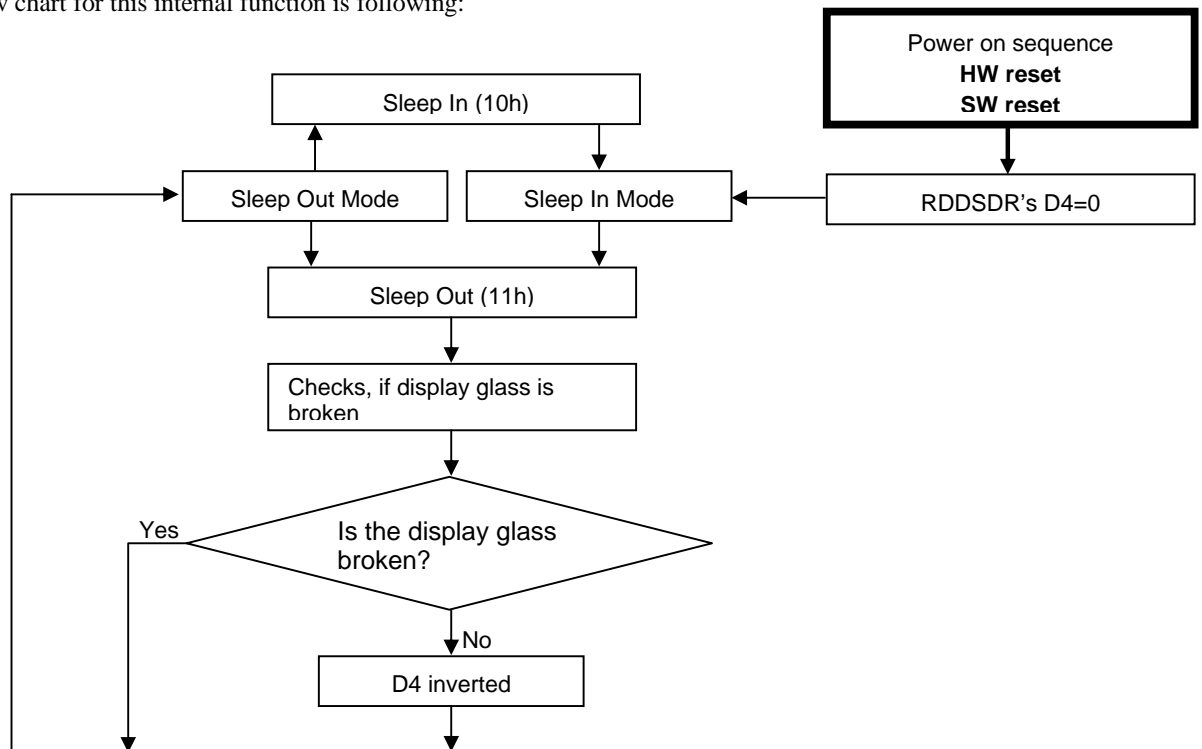 chart for this internal function is following:
Power on sequence
HW reset
SW reset
Sleep In (10h)
Sleep Out Mode
Sleep In Mode
RDDSDR's D4=0
Sleep Out (11h)
Checks, if display glass is
broken
Yes
Is the display glass
broken?
No
D4 inverted